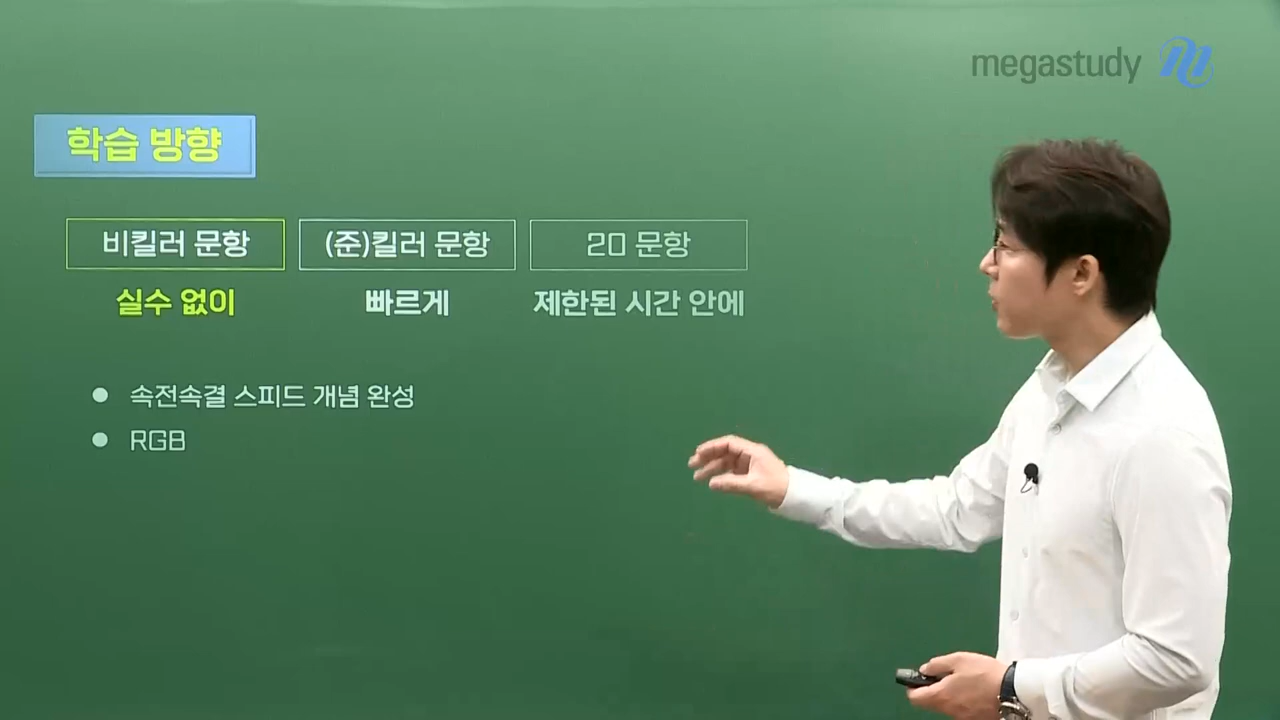 megastudy
학습 방향
비킬러 문항 (준)킬러 문항 20 문항
실수 없이 빠르게 제한된 시간 안에
● 속전속결 스피드 개념 완성
● RGB